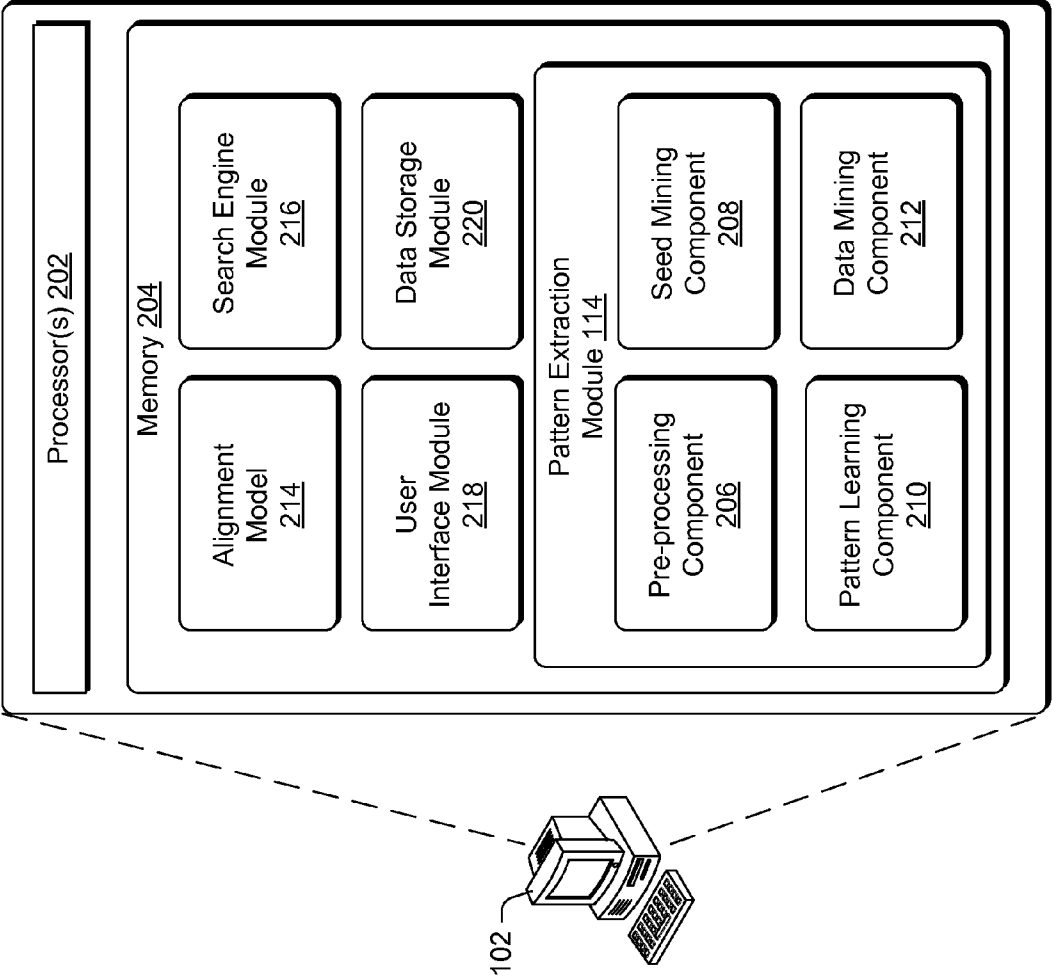 Processor(s) 202
Memory 204
Alignment
Model
214
Search Engine
Module
216
User
Interface Module
218
Data Storage
Module
220
Pattern Extraction
Module 114
Pre-processing
Component
206
Seed Mining
Component
208
Pattern Learning
Component
210
Data Mining
Component
212
102